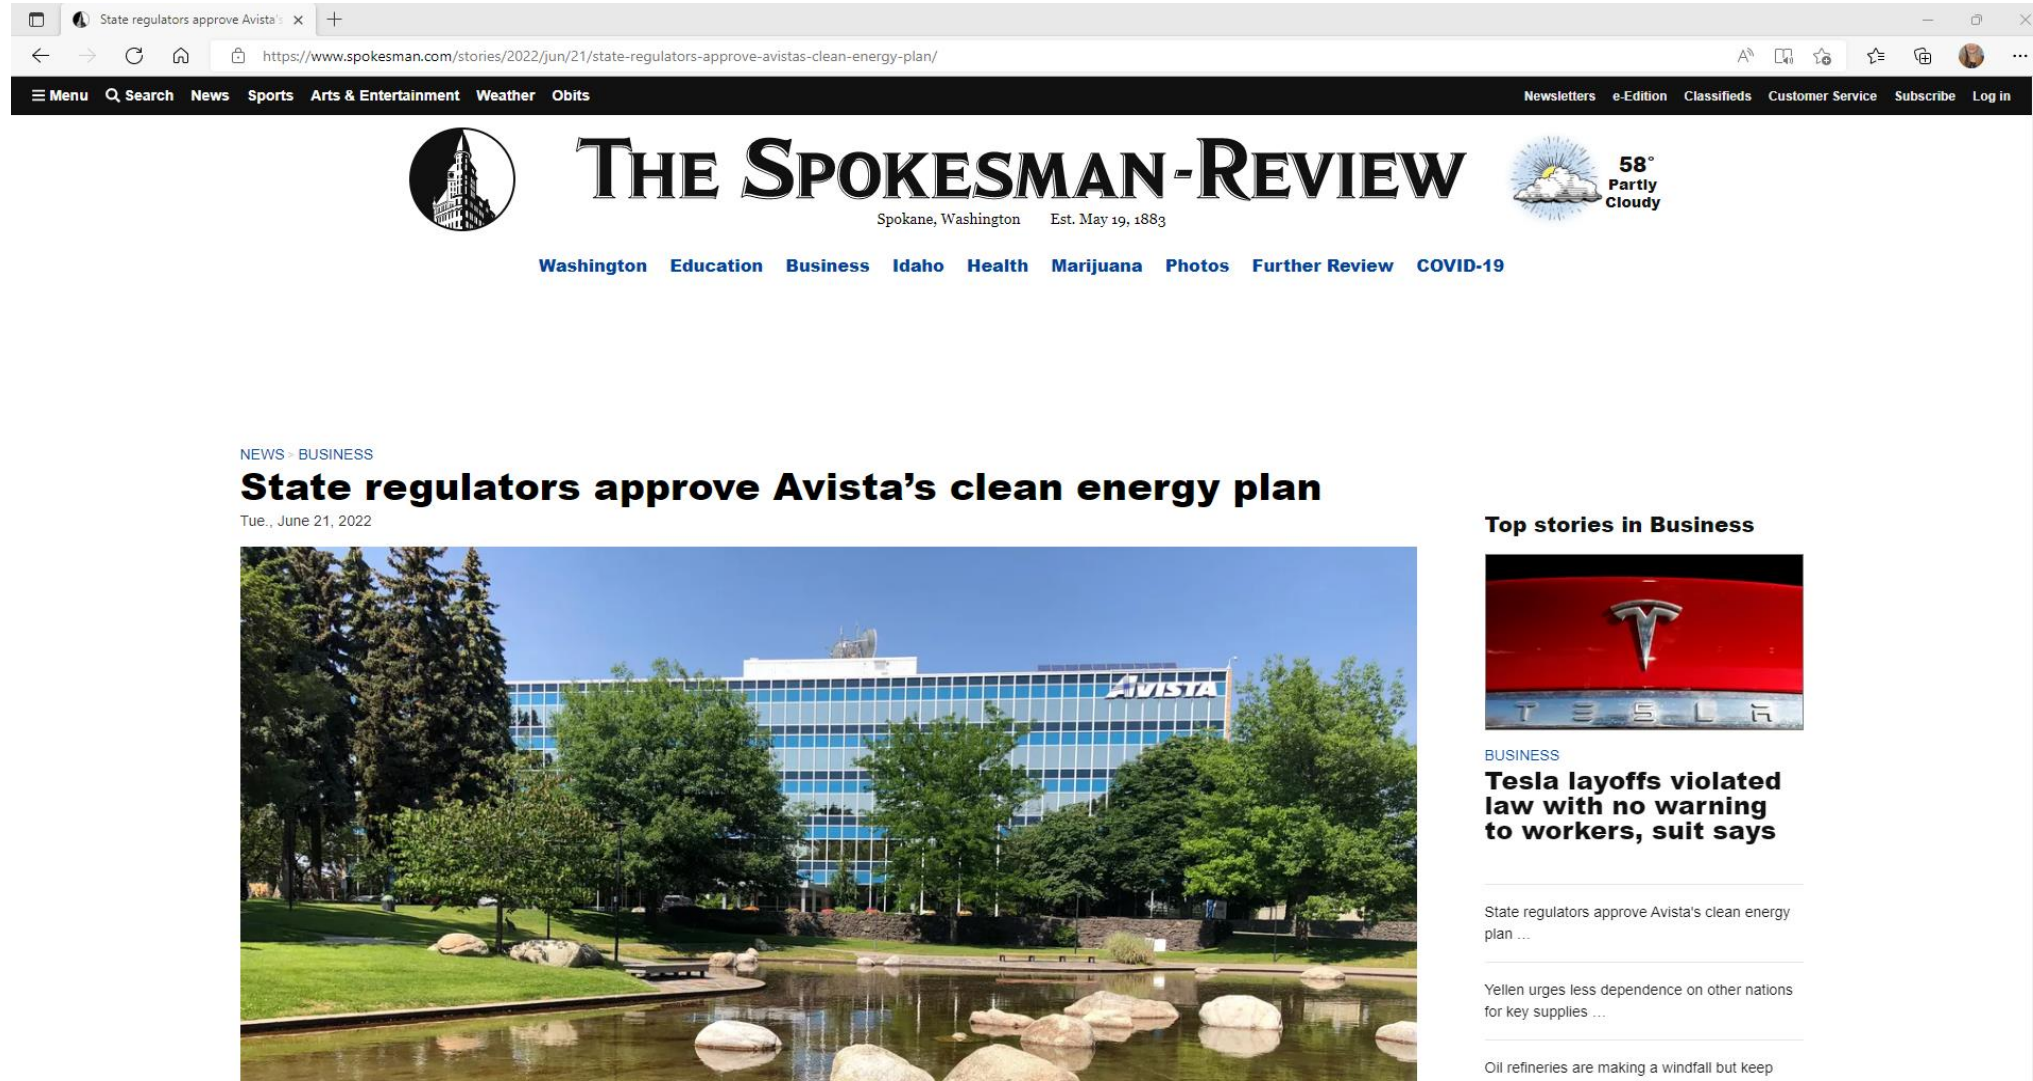 State regulators approve Avista's
https://www.spokesman.com/stories/2022/jun/21/state-regulators-approve-avistas-clean-energy-plan/
Menu Search News Sports Arts & Entertainment Weather Obits
Newsletters e-Edition Classifieds Customer Service Subscribe Log in
THE SPOKESMAN-REVIEW
Spokane, Washington Est. May 19, 1883
58°
Partly
Cloudy
Washington Education Business Idaho Health Marijuana Photos Further Review COVID-19
NEWS > BUSINESS
State regulators approve Avista’s clean energy plan
Tue., June 21, 2022
AVISTA
Top stories in Business
TESLA
BUSINESS
Tesla layoffs violated
law with no warning
to workers, suit says
State regulators approve Avista's clean energy
plan ...
Yellen urges less dependence on other nations
for key supplies ...
Oil refineries are making a windfall but keep